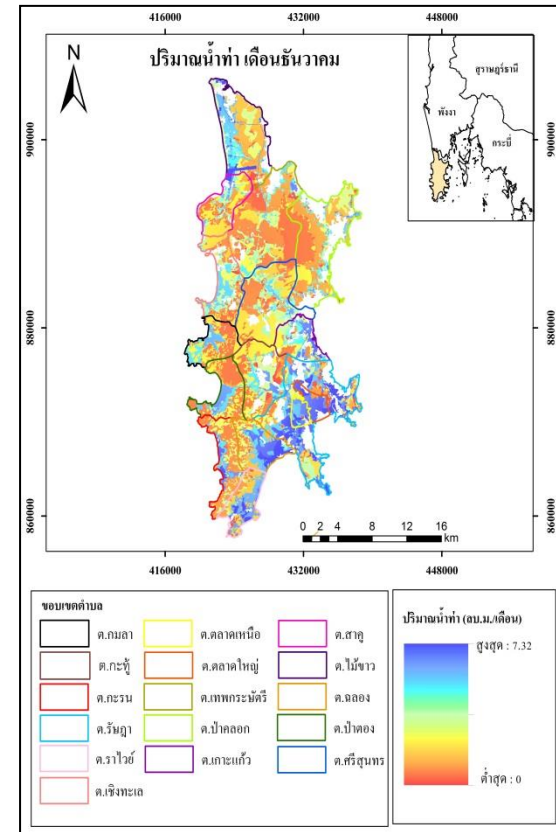 416000 432000 448000
ปริมาณน้ำท่า เดือนธันวาคม
N
สุราษฎร์ธานี
พังงา
กระบี่
900000 900000
880000 880000
860000 860000
0 1 2 4 8 12 16
km
416000 432000 448000
ขอบเขตตำบล
ต.กมลา ต.ตลาดเหนือ ต.สาคู
ต.กะทู้ ต.ตลาดใหญ่ ต.ไม้ขาว
ต.กะรน ต.เทพกระษัตรี ต.ฉลอง
ต.รัษฎา ต.ป่าคลอก ต.ป่าตอง
ต.ราไวย์ ต.เกาะแก้ว ต.ศรีสุนทร
ต.เชิงทะเล
ปริมาณน้ำท่า (ลบ.ม./เดือน)
สูงสุด : 7.32
ต่ำสุด : 0